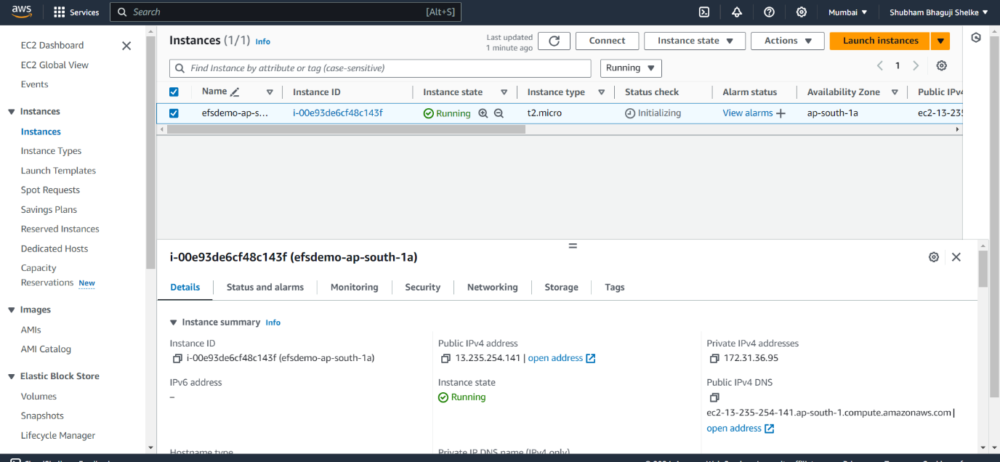 aws
Services
Search
[Alt+S]
Mumbai
Shubham Bhaguji Shelke
EC2 Dashboard
EC2 Global View
Events
Instances
Instances
Instance Types
Launch Templates
Spot Requests
Savings Plans
Reserved Instances
Dedicated Hosts
Capacity
Reservations New
Images
AMIs
AMI Catalog
Elastic Block Store
Volumes
Snapshots
Lifecycle Manager
Instances (1/1) Info
Last updated
1 minute ago
Connect
Instance state
Actions
Launch instances
Find Instance by attribute or tag (case-sensitive)
Running
1
Name
Instance ID
Instance state
Instance type
Status check
Alarm status
Availability Zone
Public IPv4
efsdemo-ap-s...
i-00e93de6cf48c143f
Running
t2.micro
Initializing
View alarms
ap-south-1a
ec2-13-235
i-00e93de6cf48c143f (efsdemo-ap-south-1a)
Details
Status and alarms
Monitoring
Security
Networking
Storage
Tags
Instance summary Info
Instance ID
i-00e93de6cf48c143f (efsdemo-ap-south-1a)
Public IPv4 address
13.235.254.141 | open address
Private IPv4 addresses
172.31.36.95
IPv6 address
–
Instance state
Running
Public IPv4 DNS
ec2-13-235-254-141.ap-south-1.compute.amazonaws.com |
open address
Hostname type
Private IP DNS name (IPv4 only)